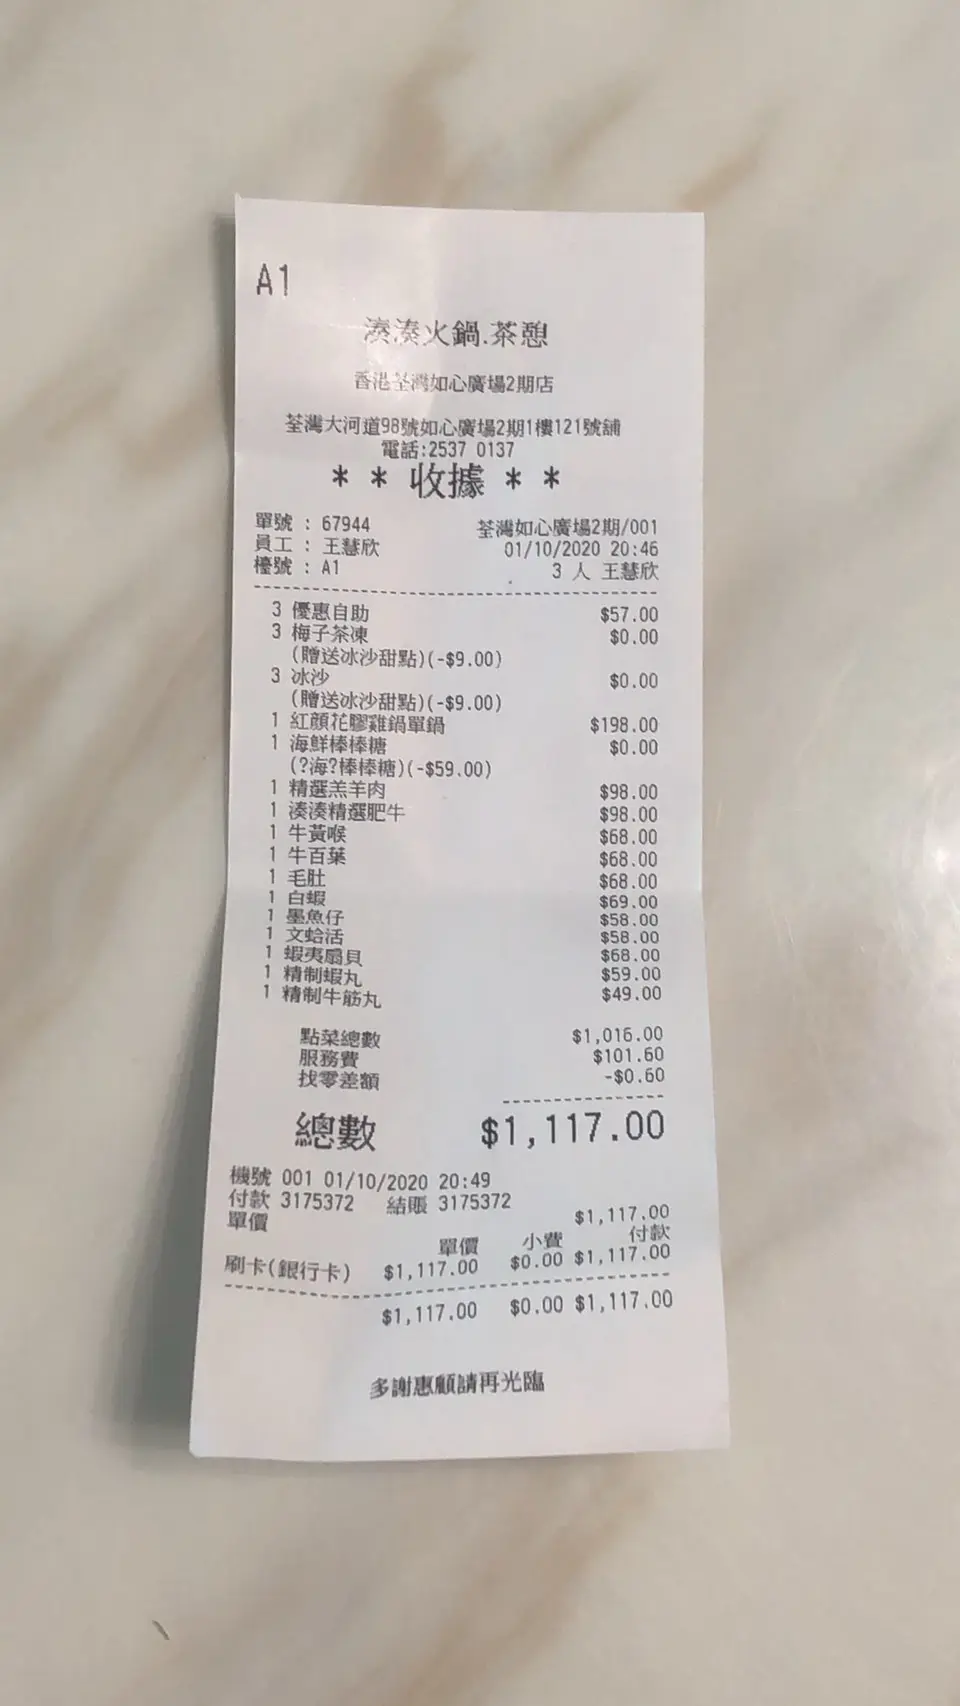 A1
湊湊火鍋.茶憩
香港荃灣如心廣場2期店
荃灣大河道98號如心廣場2期1樓121號舖
電話:2537 0137
* * 收據 * *
單號 : 67944 荃灣如心廣場2期/001
員工 : 王慧欣 01/10/2020 20:46
檯號 : A1 3 人 王慧欣
3 優惠自助 $57.00
3 梅子茶凍 $0.00
(贈送冰沙甜點)(-$9.00)
3 冰沙 $0.00
(贈送冰沙甜點)(-$9.00)
1 紅顏花膠雞鍋單鍋 $198.00
1 海鮮棒棒糖 $0.00
(?海?棒棒糖)(-$59.00)
1 精選羔羊肉 $98.00
1 湊湊精選肥牛 $98.00
1 牛黃喉 $68.00
1 牛百葉 $68.00
1 毛肚 $68.00
1 白蝦 $69.00
1 墨魚仔 $58.00
1 文蛤活 $58.00
1 蝦夷扇貝 $68.00
1 精制蝦丸 $59.00
1 精制牛筋丸 $49.00
點菜總數 $1,016.00
服務費 $101.60
找零差額 -$0.60
總數 $1,117.00
機號 001 01/10/2020 20:49
付款 3175372 結賬 3175372
單價 $1,117.00
單價 小費 付款
刷卡(銀行卡) $1,117.00 $0.00 $1,117.00
$1,117.00 $0.00 $1,117.00
多謝惠顧請再光臨